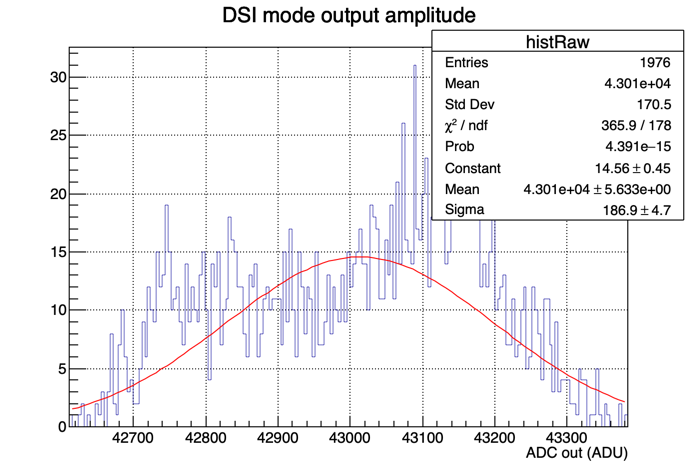 DSI mode output amplitude
histRaw
Entries 1976
Mean 4.301e+04
Std Dev 170.5
χ² / ndf 365.9 / 178
Prob 4.391e−15
Constant 14.56 ± 0.45
Mean 4.301e+04 ± 5.633e+00
Sigma 186.9 ± 4.7
30
25
20
15
10
5
0
42700 42800 42900 43000 43100 43200 43300
ADC out (ADU)